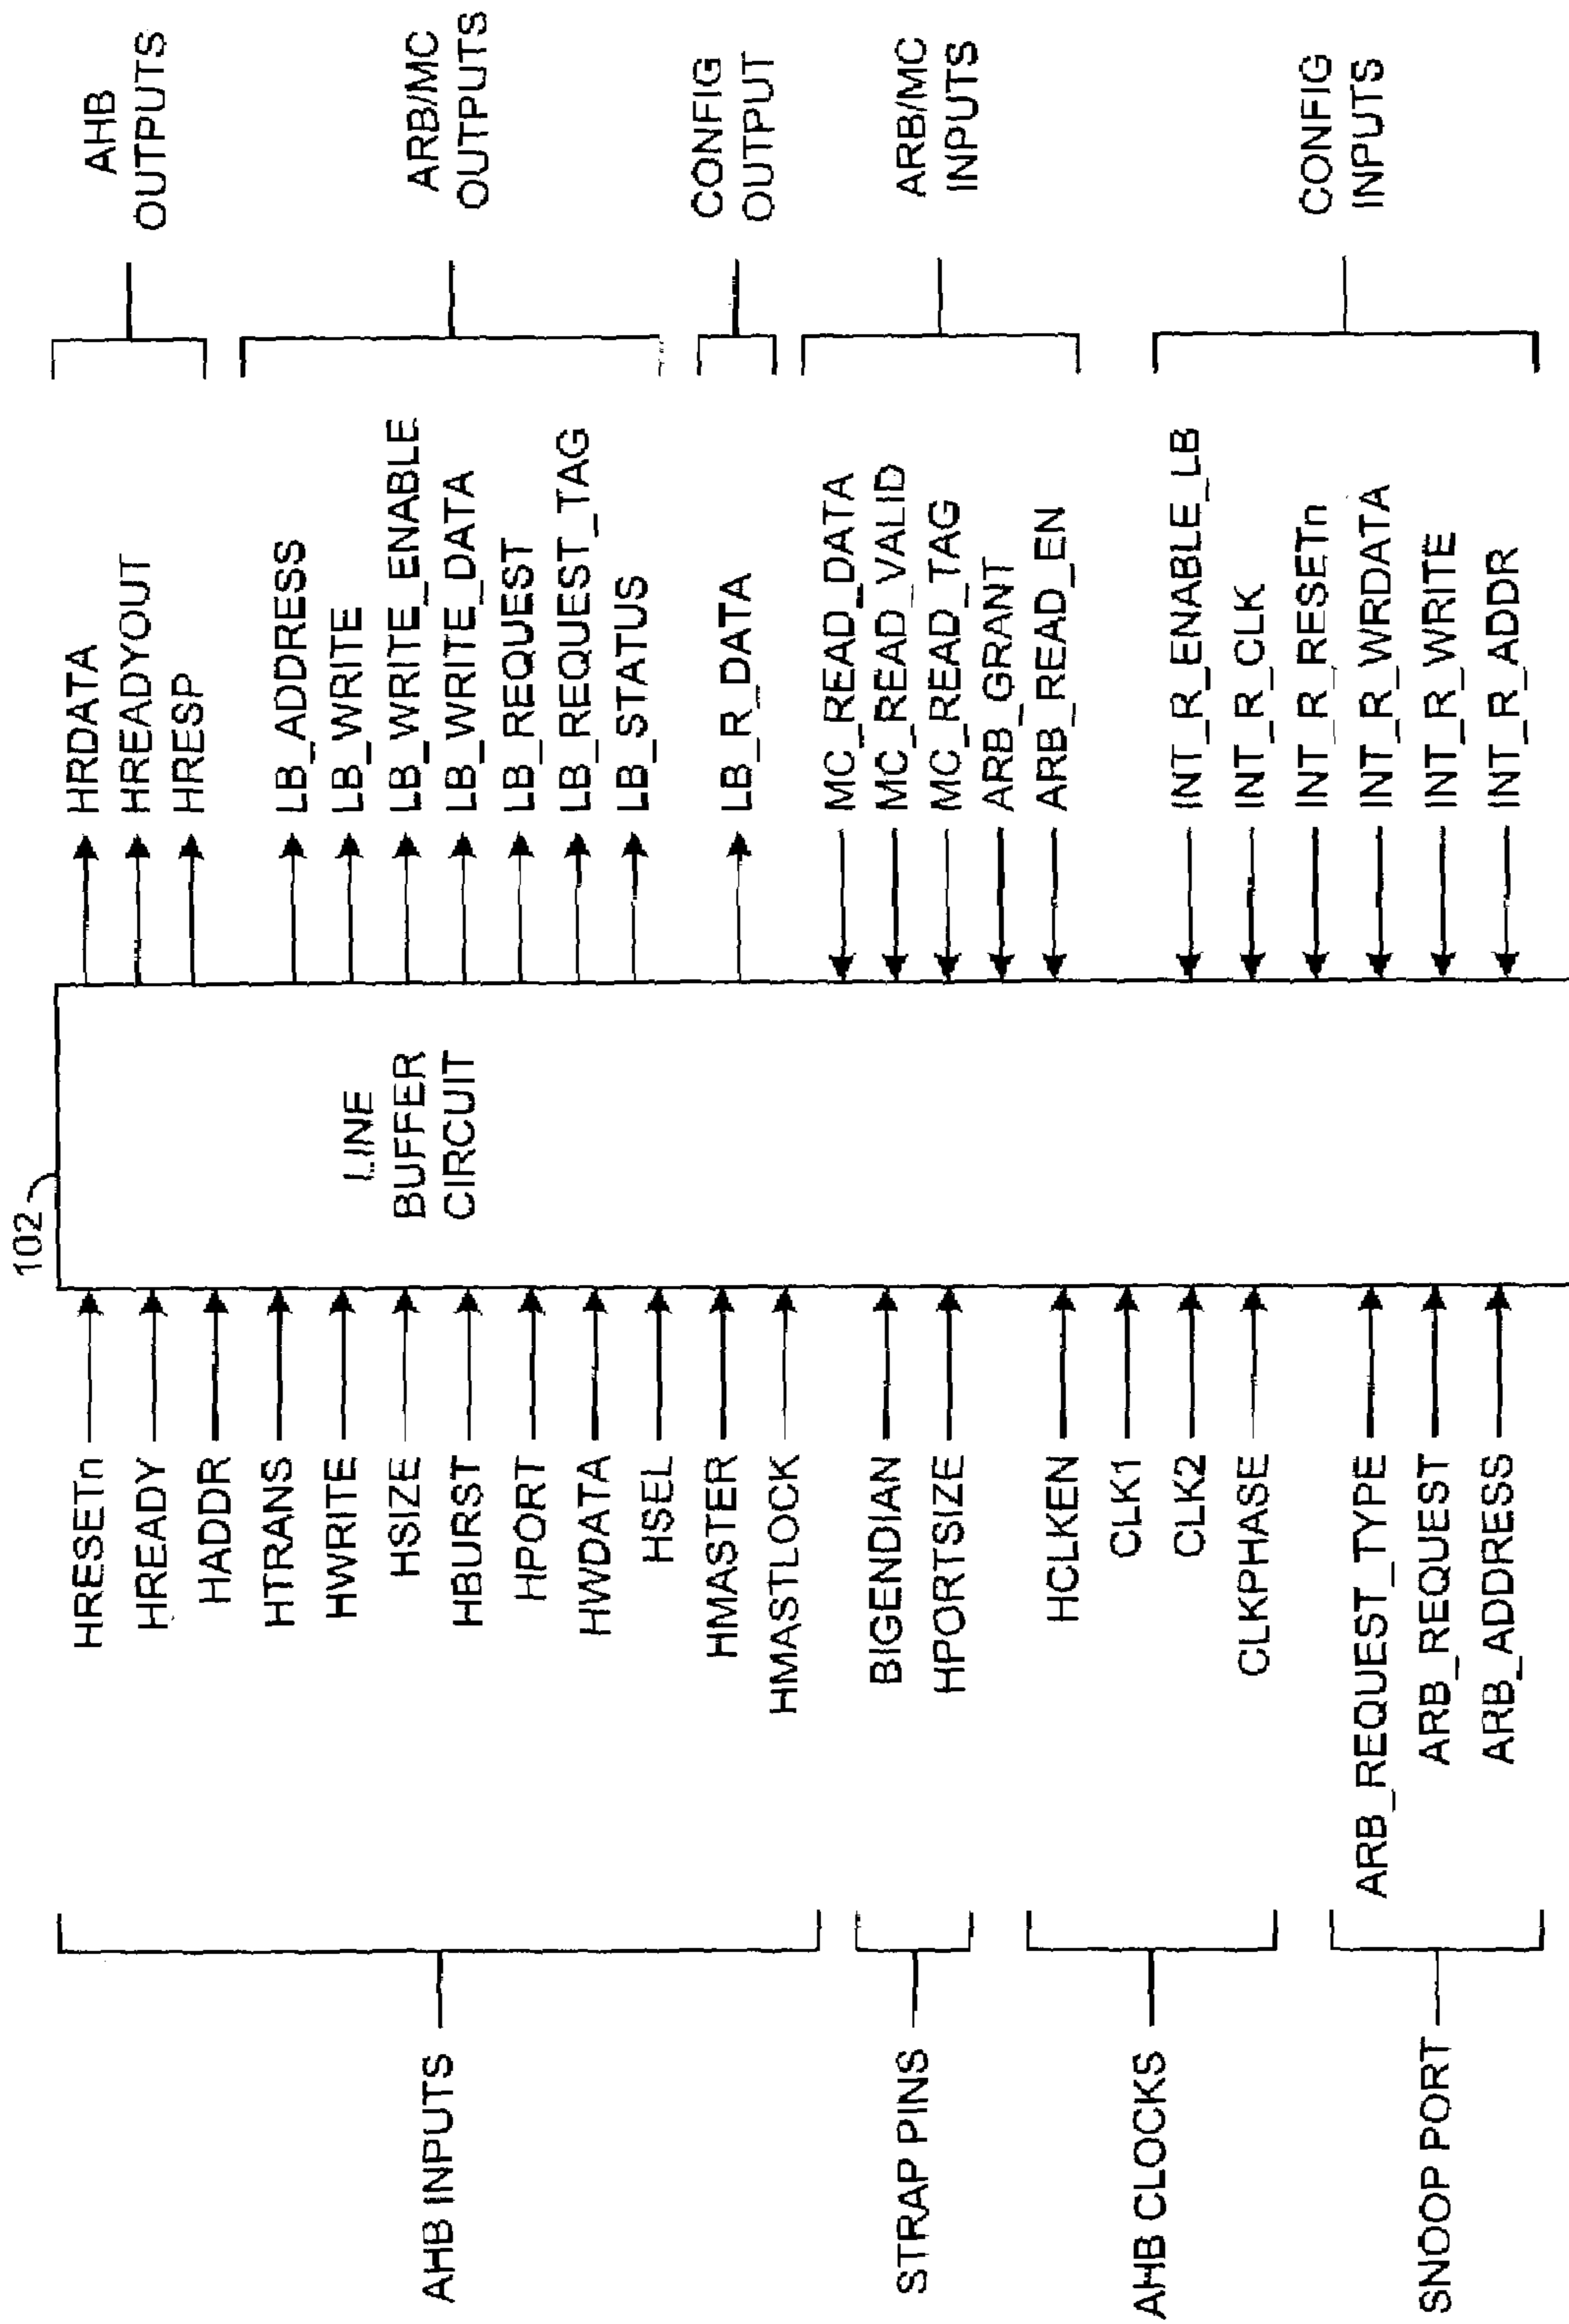 102
LINE
BUFFER
CIRCUIT
AHB INPUTS
HRESETn
HREADY
HADDR
HTRANS
HWRITE
HSIZE
HBURST
HPORT
HWDATA
HSEL
HMASTER
HMASTLOCK
STRAP PINS
BIGENDIAN
HPORTSIZE
AHB CLOCKS
HCLKEN
CLK1
CLK2
CLKPHASE
SNOOP PORT
ARB_REQUEST_TYPE
ARB_REQUEST
ARB_ADDRESS
HRDATA
HREADYOUT
HRESP
AHB
OUTPUTS
LB_ADDRESS
LB_WRITE
LB_WRITE_ENABLE
LB_WRITE_DATA
LB_REQUEST
LB_REQUEST_TAG
LB_STATUS
ARB/MC
OUTPUTS
LB_R_DATA
CONFIG
OUTPUT
MC_READ_DATA
MC_READ_VALID
MC_READ_TAG
ARB_GRANT
ARB_READ_EN
ARB/MC
INPUTS
INT_R_ENABLE_LB
INT_R_CLK
INT_R_RESETn
INT_R_WRDATA
INT_R_WRITE
INT_R_ADDR
CONFIG
INPUTS